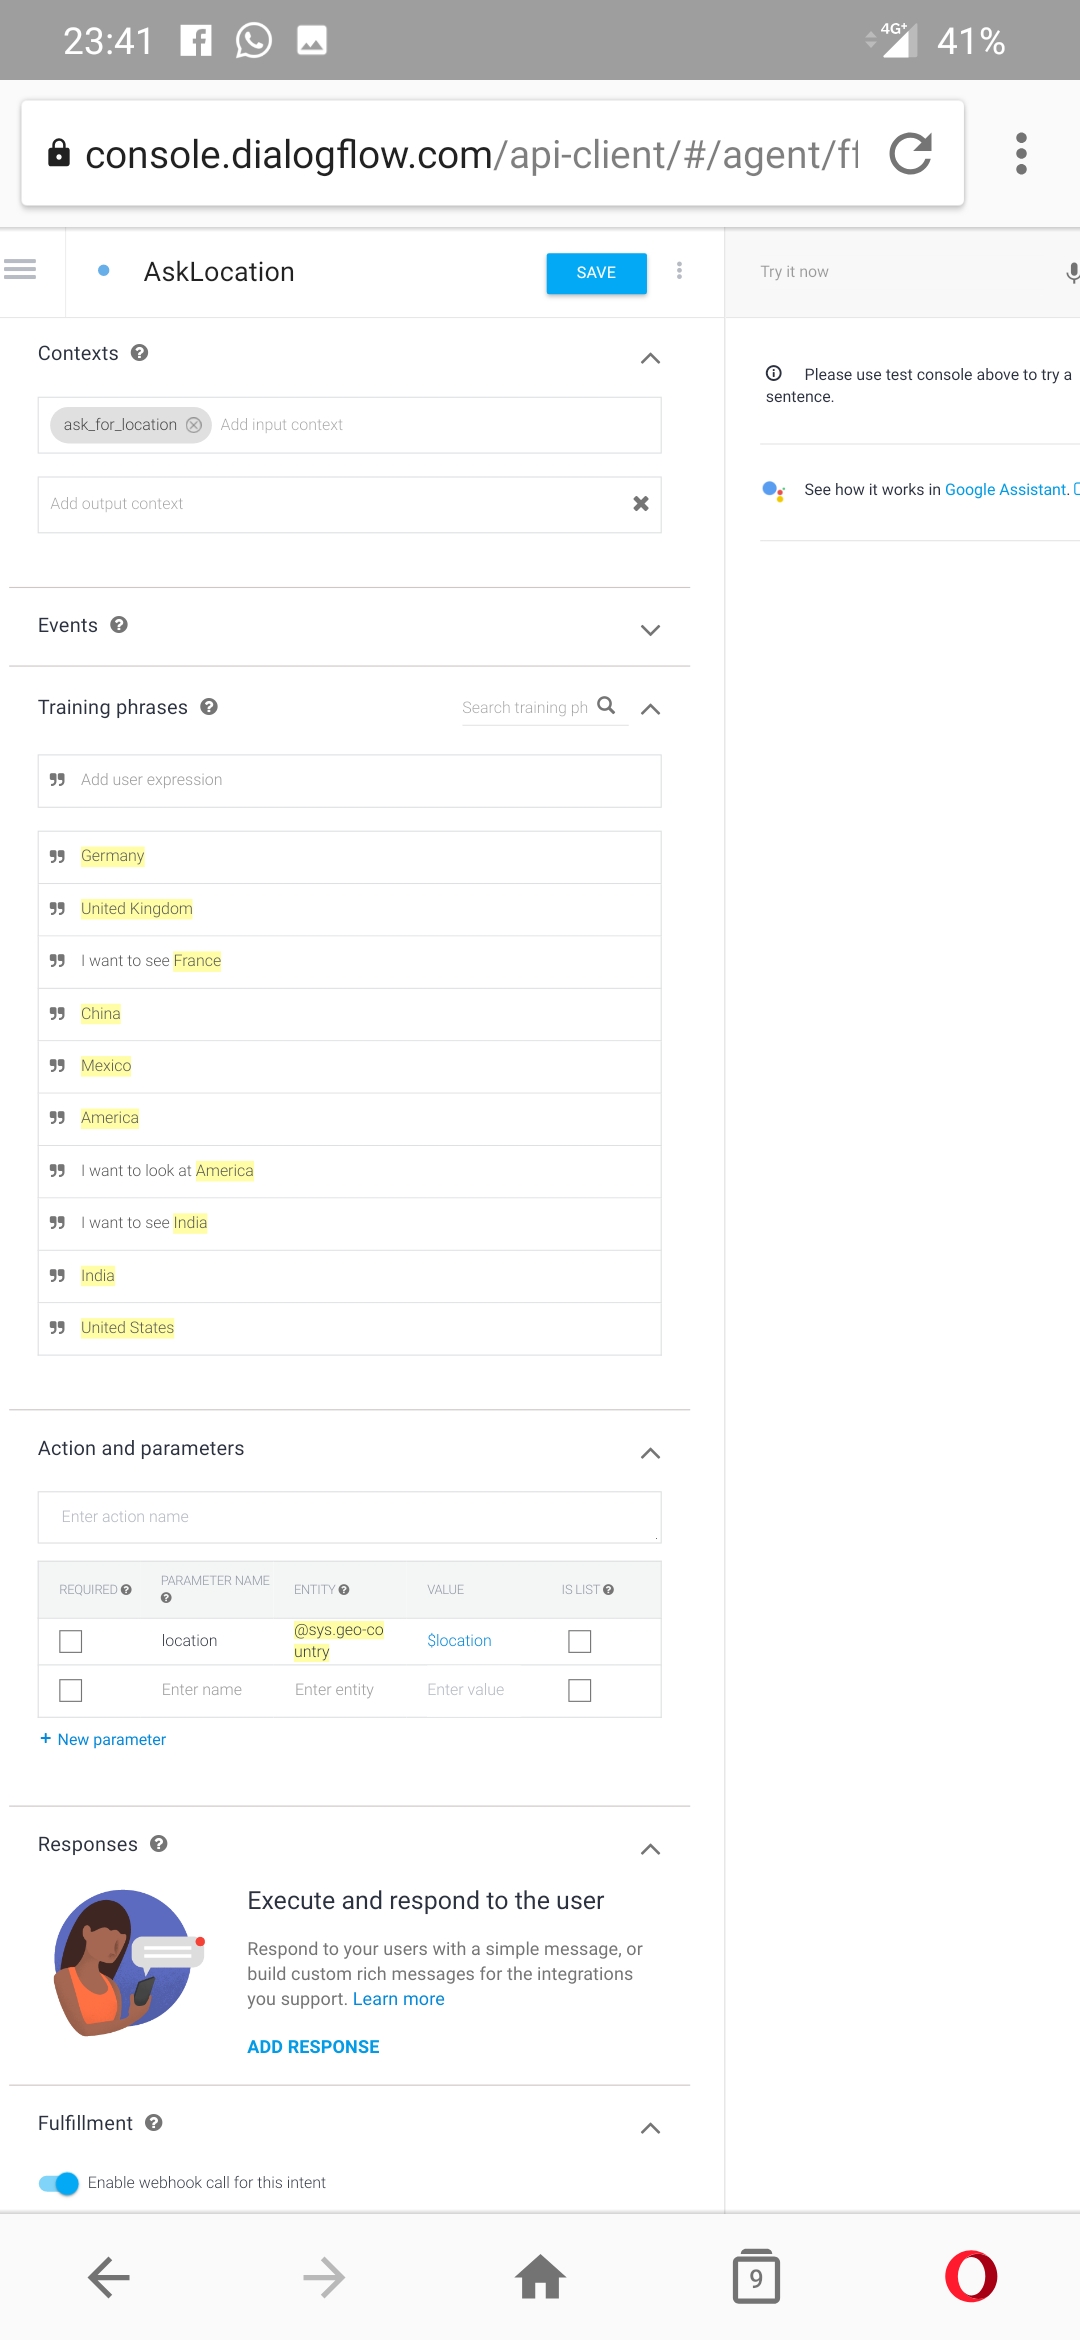 23:41
4G+
41%
console.dialogflow.com/api-client/#/agent/ff
AskLocation
SAVE
Try it now
Contexts
ask_for_location
Add input context
Add output context
Please use test console above to try a
sentence.
See how it works in Google Assistant.
Events
Training phrases
Search training ph
Add user expression
Germany
United Kingdom
I want to see France
China
Mexico
America
I want to look at America
I want to see India
India
United States
Action and parameters
Enter action name
REQUIRED PARAMETER NAME ENTITY VALUE IS LIST
location @sys.geo-co
untry $location
Enter name Enter entity Enter value
+ New parameter
Responses
Execute and respond to the user
Respond to your users with a simple message, or
build custom rich messages for the integrations
you support. Learn more
ADD RESPONSE
Fulfillment
Enable webhook call for this intent
9